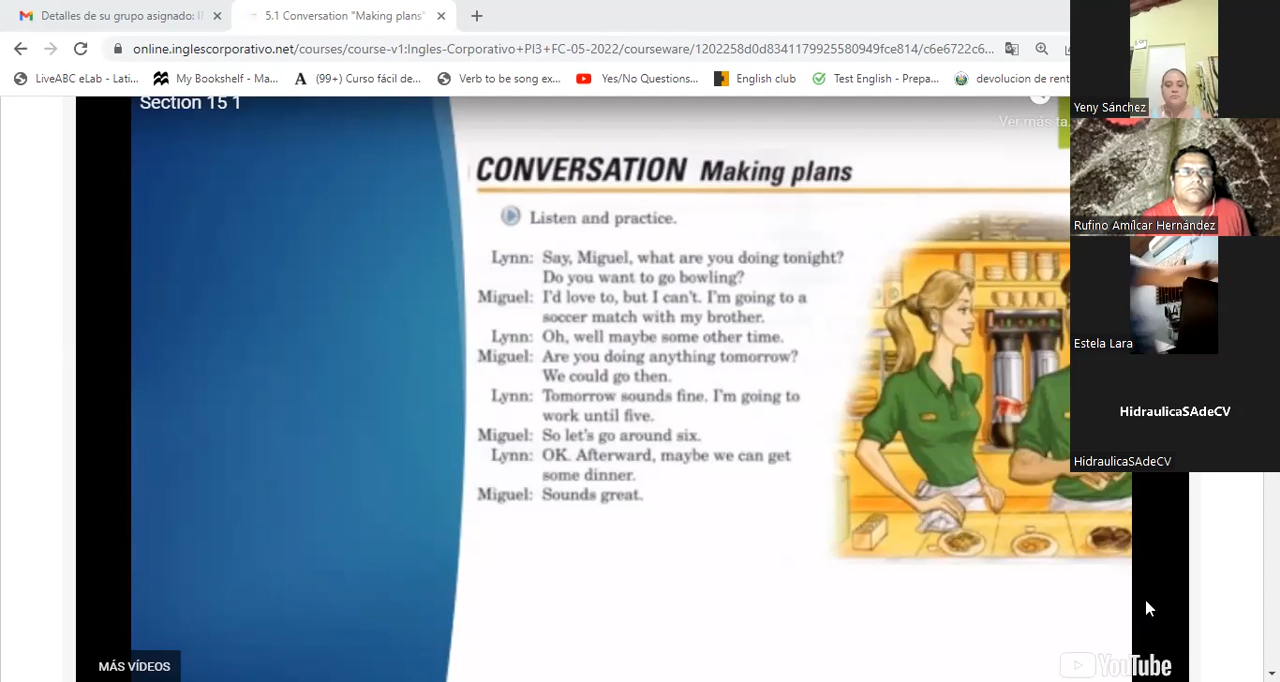 Detalles de su grupo asignado: I
5.1 Conversation "Making plans"
online.inglescorporativo.net/courses/course-v1:Ingles-Corporativo+PI3+FC-05-2022/courseware/1202258d0d8341179925580949fce814/c6e6722c6...
LiveABC eLab - Lati...
My Bookshelf - Ma...
(99+) Curso fácil de...
Verb to be song ex...
Yes/No Questions...
English club
Test English - Prepa...
devolucion de rent
Section 15 1
Ver más ta
CONVERSATION Making plans
Listen and practice.
Lynn: Say, Miguel, what are you doing tonight?
Do you want to go bowling?
Miguel: I'd love to, but I can't. I'm going to a
soccer match with my brother.
Lynn: Oh, well maybe some other time.
Miguel: Are you doing anything tomorrow?
We could go then.
Lynn: Tomorrow sounds fine. I'm going to
work until five.
Miguel: So let's go around six.
Lynn: OK. Afterward, maybe we can get
some dinner.
Miguel: Sounds great.
MÁS VÍDEOS
YouTube
Yeny Sánchez
Rufino Amílcar Hernández
Estela Lara
HidraulicaSAdeCV
HidraulicaSAdeCV